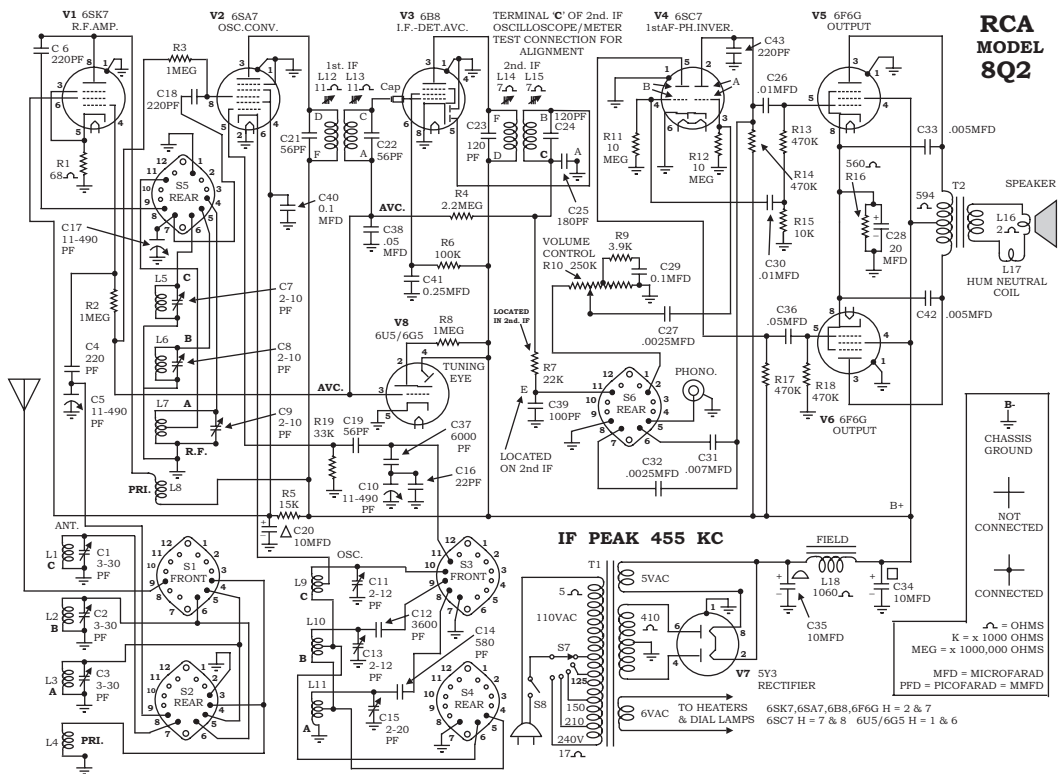 V1 6SK7
R.F.AMP.
V2 6SA7
OSC.CONV.
V3 6B8
I.F.-DET.AVC.
TERMINAL 'C' OF 2nd. IF
OSCILLOSCOPE/METER
TEST CONNECTION FOR
ALIGNMENT
V4 6SC7
1stAF-PH.INVER.
V5 6F6G
OUTPUT
RCA
MODEL
8Q2
C 6
220PF
R3
1MEG
C18
220PF
1st. IF
L12 L13
11 11
Cap
2nd. IF
L14 L15
7 7
C43
220PF
C26
.01MFD
R1
68
S5
REAR
C21
56PF
C22
56PF
C23
120
PF
120PF
C24
C25
180PF
R11
10
MEG
R12
10
MEG
R13
470K
R14
470K
R15
10K
C33 .005MFD
560
R16
C28
20
MFD
594
T2
SPEAKER
L16
2
L17
HUM NEUTRAL
COIL
C17
11-490
PF
C40
0.1
MFD
AVC.
R4
2.2MEG
C38
.05
MFD
R6
100K
C41
0.25MFD
VOLUME
CONTROL
R10 250K
R9
3.9K
C29
0.1MFD
C30
.01MFD
C27
.0025MFD
C36
.05MFD
C42 .005MFD
R2
1MEG
L5 C
C7
2-10
PF
L6 B
C8
2-10
PF
L7 A
C9
2-10
PF
R.F.
C4
220
PF
C5
11-490
PF
PRI. L8
V8
6U5/6G5
R8
1MEG
TUNING
EYE
AVC.
LOCATED
IN 2nd. IF
R7
22K
E
C39
100PF
LOCATED
ON 2nd IF
S6
REAR
PHONO.
R17
470K
R18
470K
V6 6F6G
OUTPUT
R19
33K
C19
56PF
C37
6000
PF
C10
11-490
PF
C16
22PF
C31
.007MFD
C32
.0025MFD
R5
15K
C20
10MFD
B+
B-
CHASSIS
GROUND
NOT
CONNECTED
CONNECTED
= OHMS
K = x 1000 OHMS
MEG = x 1000,000 OHMS
MFD = MICROFARAD
PFD = PICOFARAD = MMFD
IF PEAK 455 KC
ANT.
L1
C
C1
3-30
PF
L2
B
C2
3-30
PF
L3
A
C3
3-30
PF
L4 PRI.
S1
FRONT
S2
REAR
OSC.
L9
C
C11
2-12
PF
L10
B
C12
3600
PF
C13
2-12
PF
L11
A
C14
580
PF
C15
2-20
PF
S3
FRONT
S4
REAR
T1
5
110VAC
S7
125
150
210
240V
17
S8
5VAC
410
6VAC
FIELD
L18
1060
C34
10MFD
C35
10MFD
V7 5Y3
RECTIFIER
TO HEATERS
& DIAL LAMPS
6SK7,6SA7,6B8,6F6G H = 2 & 7
6SC7 H = 7 & 8 6U5/6G5 H = 1 & 6